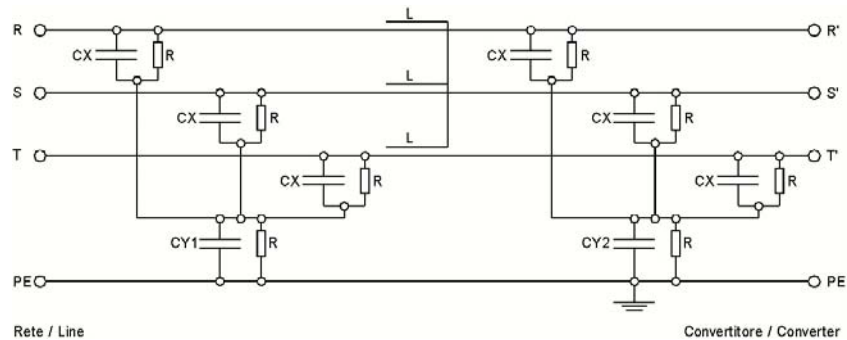 L
R R'
CX R CX R
L
S S'
CX R CX R
L
T T'
CX R CX R
CY1 R CY2 R
PE PE
Rete / Line Convertitore / Converter